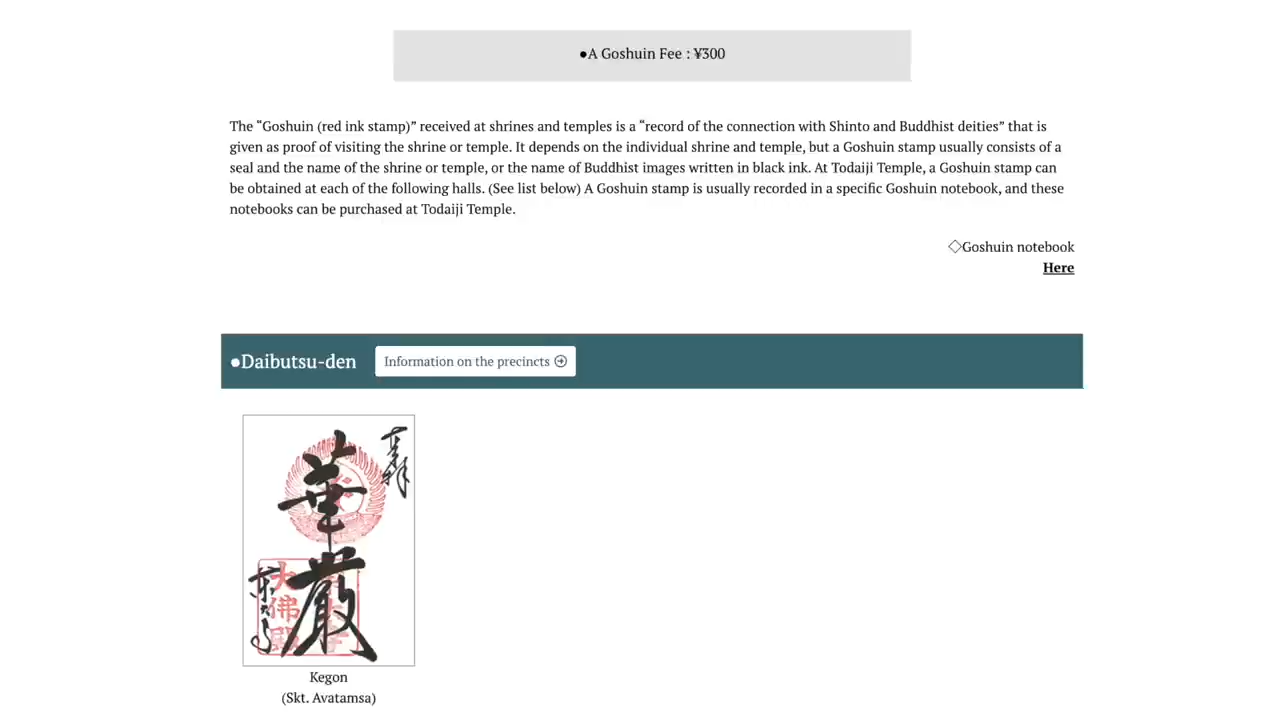 ●A Goshuin Fee : ¥300
The “Goshuin (red ink stamp)” received at shrines and temples is a “record of the connection with Shinto and Buddhist deities” that is
given as proof of visiting the shrine or temple. It depends on the individual shrine and temple, but a Goshuin stamp usually consists of a
seal and the name of the shrine or temple, or the name of Buddhist images written in black ink. At Todaiji Temple, a Goshuin stamp can
be obtained at each of the following halls. (See list below) A Goshuin stamp is usually recorded in a specific Goshuin notebook, and these
notebooks can be purchased at Todaiji Temple.
◇Goshuin notebook
Here
●Daibutsu-den
Information on the precincts
奉拝
華嚴
大佛殿
東大寺
Kegon
(Skt. Avatamsa)